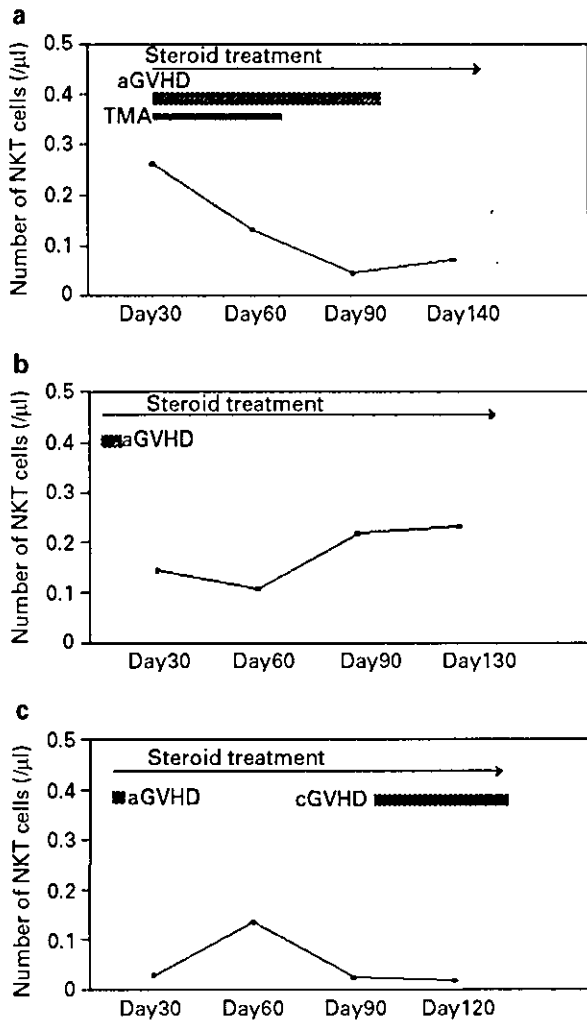 a
Number of NKT cells (/μl)
0.5
0.4
0.3
0.2
0.1
0
Steroid treatment
aGVHD
TMA
Day30 Day60 Day90 Day140
b
Number of NKT cells (/μl)
0.5
0.4
0.3
0.2
0.1
0
Steroid treatment
aGVHD
Day30 Day60 Day90 Day130
c
Number of NKT cells (/μl)
0.5
0.4
0.3
0.2
0.1
0
Steroid treatment
aGVHD cGVHD
Day30 Day60 Day90 Day120